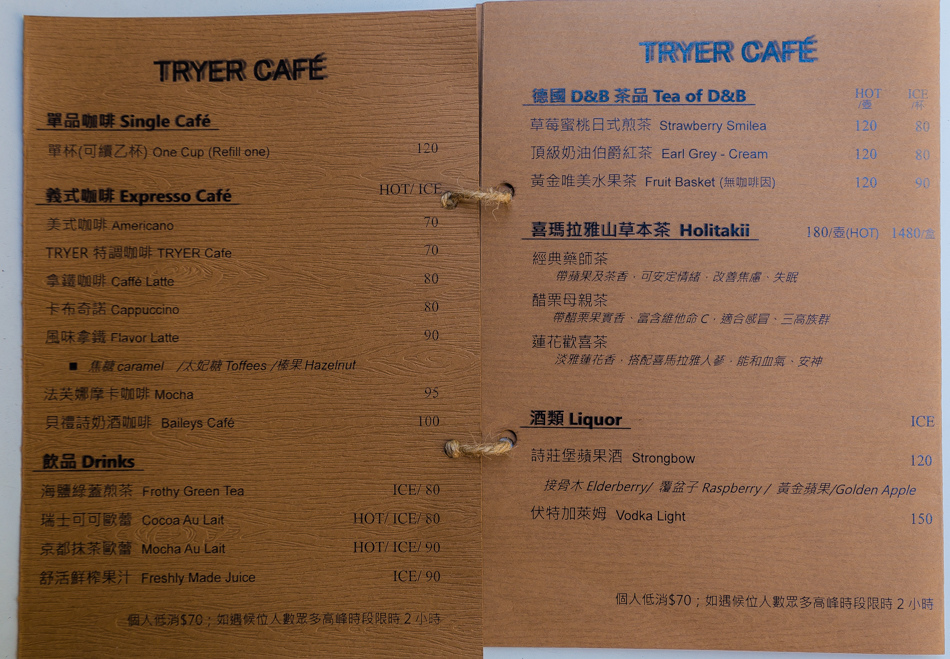 TRYER CAFÉ
單品咖啡 Single Café
單杯(可續乙杯) One Cup (Refill one) 120
義式咖啡 Expresso Café HOT/ ICE
美式咖啡 Americano 70
TRYER 特調咖啡 TRYER Cafe 70
拿鐵咖啡 Caffé Latte 80
卡布奇諾 Cappuccino 80
風味拿鐵 Flavor Latte 90
■ 焦糖 caramel /太妃糖 Toffees /榛果 Hazelnut
法芙娜摩卡咖啡 Mocha 95
貝禮詩奶酒咖啡 Baileys Café 100
飲品 Drinks
海鹽綠蓋煎茶 Frothy Green Tea ICE/ 80
瑞士可可歐蕾 Cocoa Au Lait HOT/ ICE/ 80
京都抹茶歐蕾 Mocha Au Lait HOT/ ICE/ 90
舒活鮮榨果汁 Freshly Made Juice ICE/ 90
個人低消$70；如遇候位人數眾多高峰時段限時 2 小時
TRYER CAFÉ
德國 D&B 茶品 Tea of D&B HOT /壺 ICE /杯
草莓蜜桃日式煎茶 Strawberry Smilea 120 80
頂級奶油伯爵紅茶 Earl Grey - Cream 120 80
黃金唯美水果茶 Fruit Basket (無咖啡因) 120 90
喜瑪拉雅山草本茶 Holitakii 180/壺(HOT) 1480/盒
經典藥師茶
帶蘋果及茶香，可安定情緒、改善焦慮、失眠
醋栗母親茶
帶醋栗果實香，富含維他命 C，適合感冒、三高族群
蓮花歡喜茶
淡雅蓮花香，搭配喜馬拉雅人蔘，能和血氣、安神
酒類 Liquor ICE
詩莊堡蘋果酒 Strongbow 120
接骨木 Elderberry/ 覆盆子 Raspberry / 黃金蘋果/Golden Apple
伏特加萊姆 Vodka Light 150
個人低消$70；如遇候位人數眾多高峰時段限時 2 小時